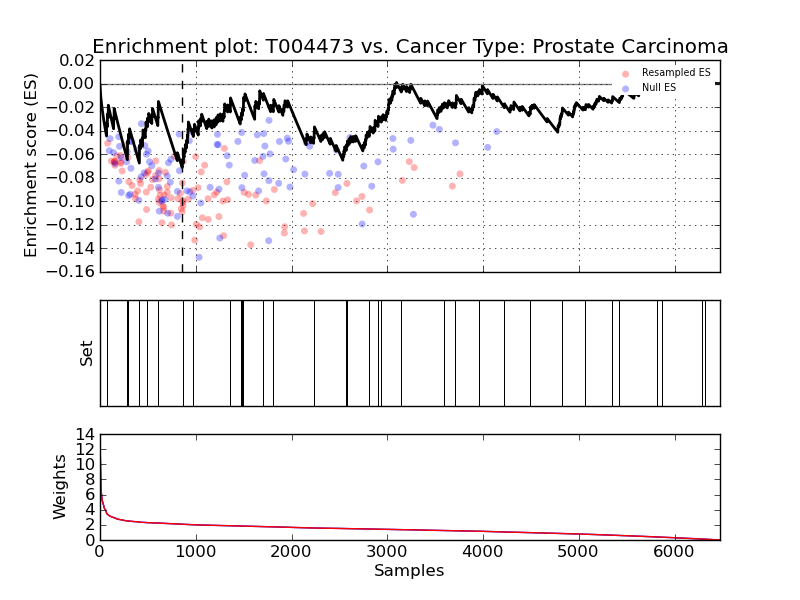 Enrichment plot: T004473 vs. Cancer Type: Prostate Carcinoma
Enrichment score (ES)
0.02
0.00
−0.02
−0.04
−0.06
−0.08
−0.10
−0.12
−0.14
−0.16
Resampled ES
Null ES
Set
Weights
14
12
10
8
6
4
2
0
0 1000 2000 3000 4000 5000 6000
Samples